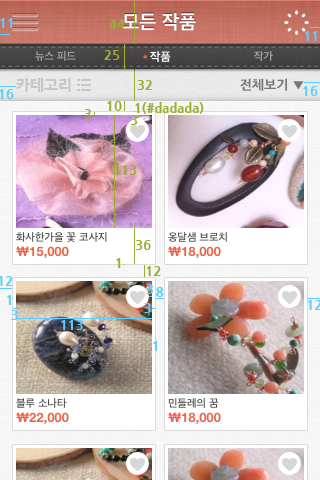 모든 작품
44
11
11
25
뉴스 피드
작품
작가
16
카테고리
32
전체보기 ▼
16
10
1(#dadada)
3
3
113
화사한가을 꽃 코사지
₩15,000
36
옹달샘 브로치
₩18,000
1
12
12
1
8
3
3
12
113
1
블루 소나타
₩22,000
민들레의 꿈
₩18,000